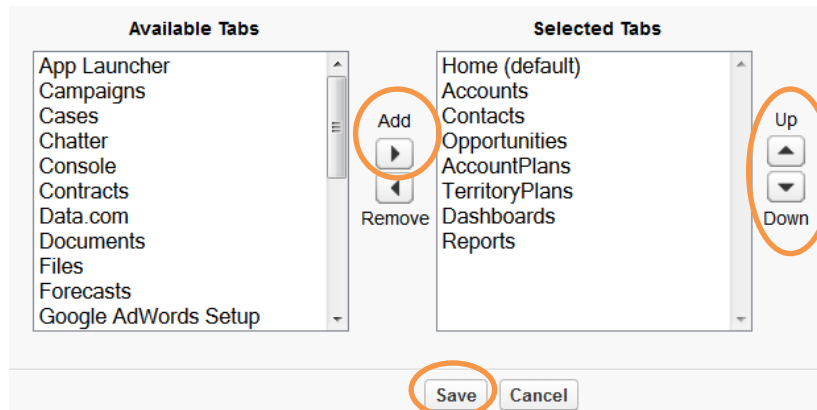 Available Tabs
Selected Tabs
App Launcher
Campaigns
Cases
Chatter
Console
Contracts
Data.com
Documents
Files
Forecasts
Google AdWords Setup
Add
Remove
Home (default)
Accounts
Contacts
Opportunities
AccountPlans
TerritoryPlans
Dashboards
Reports
Up
Down
Save
Cancel